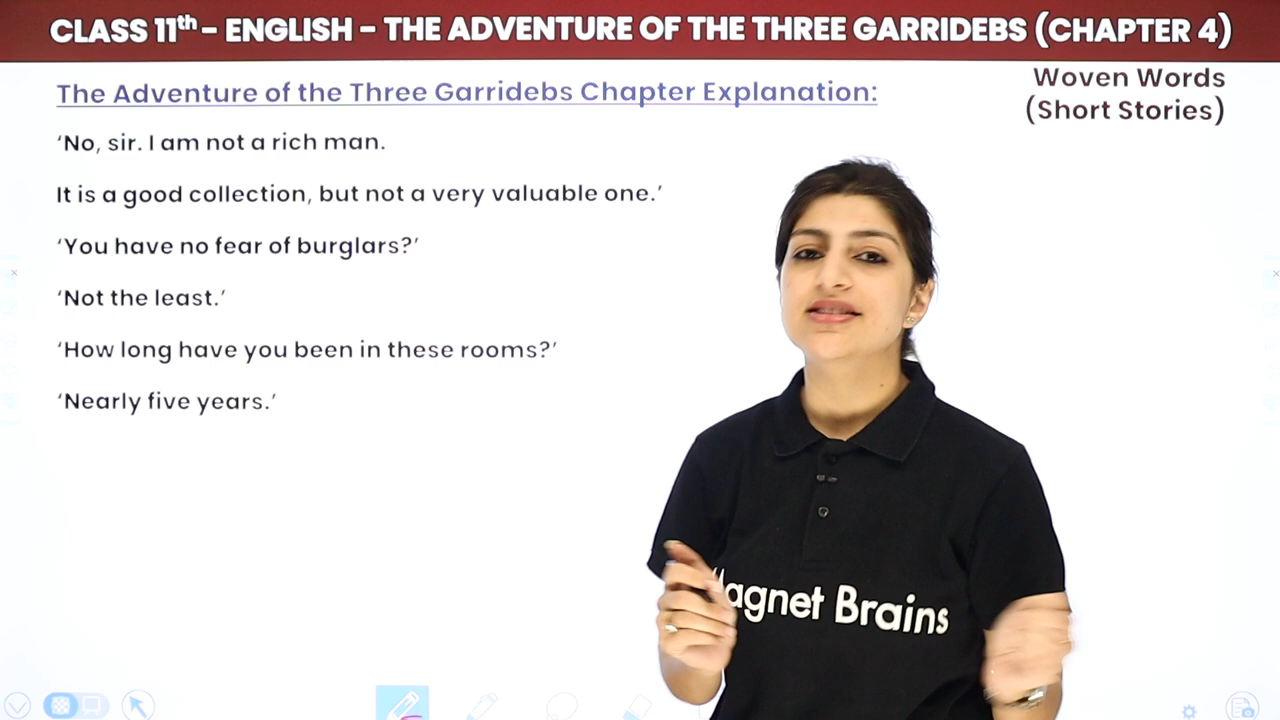 CLASS 11th – ENGLISH – THE ADVENTURE OF THE THREE GARRIDEBS (CHAPTER 4)
Woven Words
(Short Stories)
The Adventure of the Three Garridebs Chapter Explanation:
‘No, sir. I am not a rich man.
It is a good collection, but not a very valuable one.’
‘You have no fear of burglars?’
‘Not the least.’
‘How long have you been in these rooms?’
‘Nearly five years.’
Magnet Brains